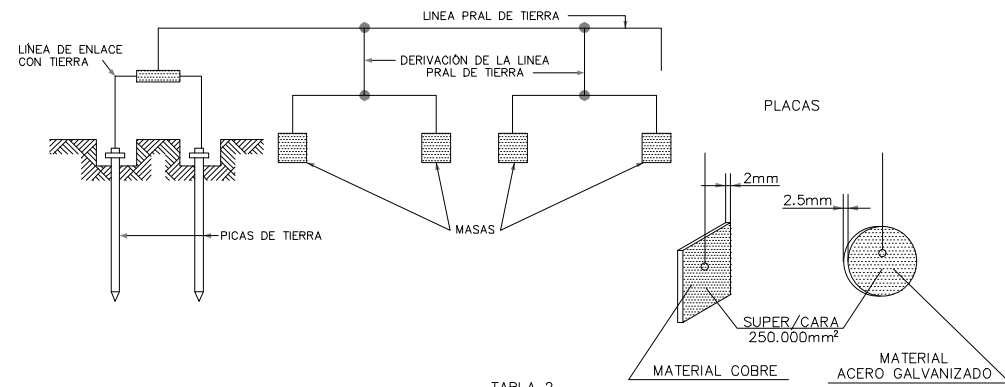 LINEA PRAL DE TIERRA
LÍNEA DE ENLACE
CON TIERRA
DERIVACIÓN DE LA LINEA
PRAL DE TIERRA
PLACAS
2mm
2.5mm
MASAS
PICAS DE TIERRA
SUPER/CARA
250.000mm²
MATERIAL COBRE
MATERIAL
ACERO GALVANIZADO
TABLA 2